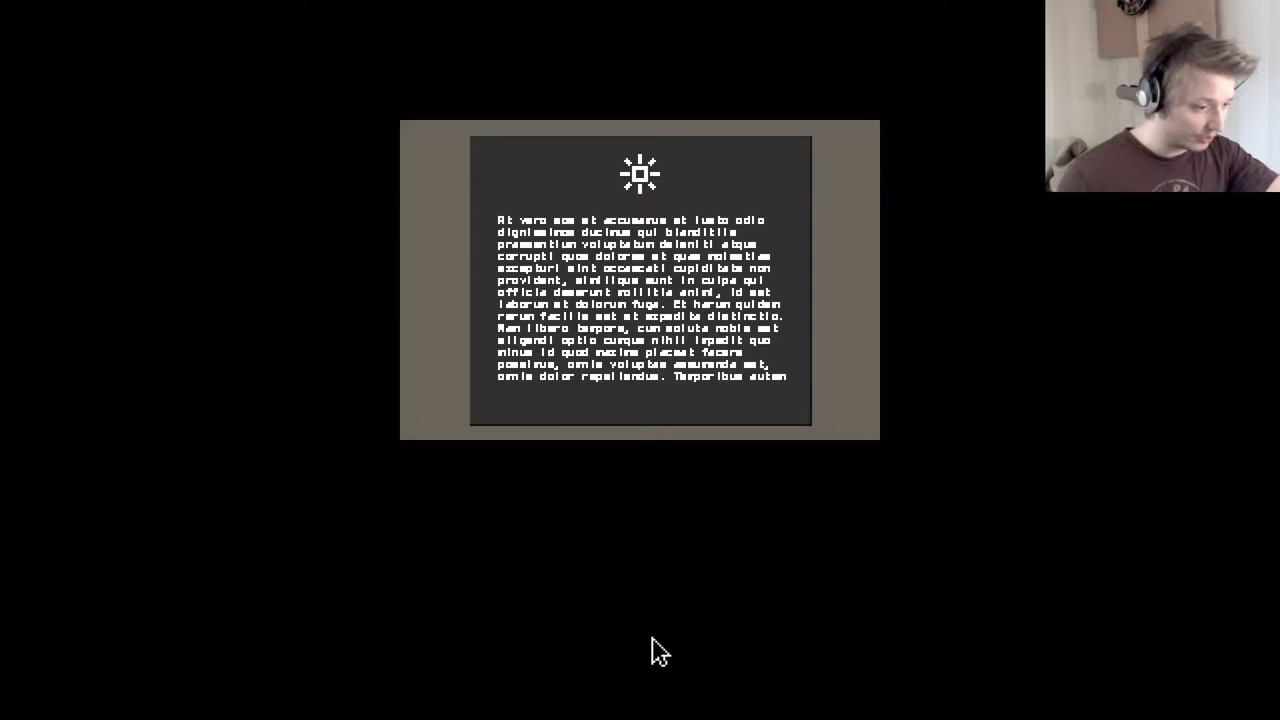 At vero eos et accusamus et iusto odio
dignissimos ducimus qui blanditiis
praesentium voluptatum deleniti atque
corrupti quos dolores et quas molestias
excepturi sint occaecati cupiditate non
provident, similique sunt in culpa qui
officia deserunt mollitia animi, id est
laborum et dolorum fuga. Et harum quidem
rerum facilis est et expedita distinctio.
Nam libero tempore, cum soluta nobis est
eligendi optio cumque nihil impedit quo
minus id quod maxime placeat facere
possimus, omnis voluptas assumenda est,
omnis dolor repellendus. Temporibus autem